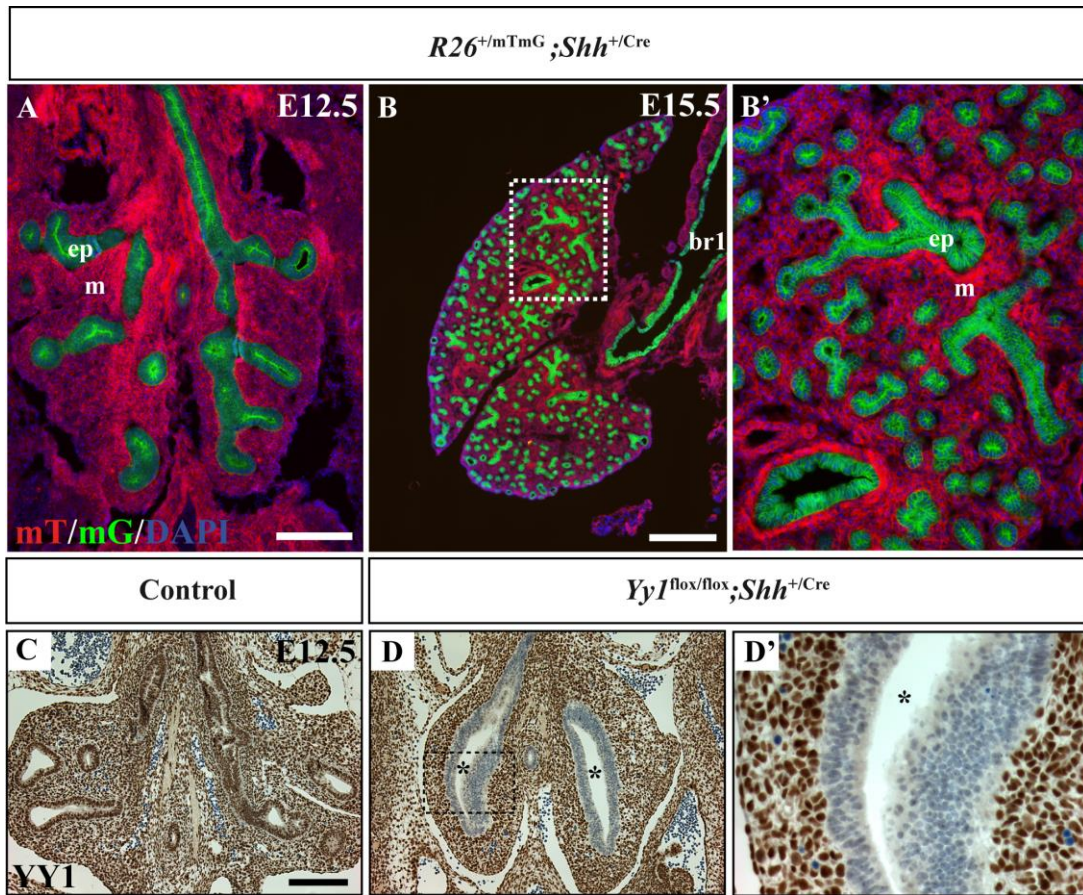 R26+/mTmG ;Shh+/Cre
A E12.5
B E15.5
B’
ep
m
br1
ep
m
mT/mG/DAPI
Control
Yy1flox/flox;Shh+/Cre
C E12.5
D
D'
*
*
*
YY1